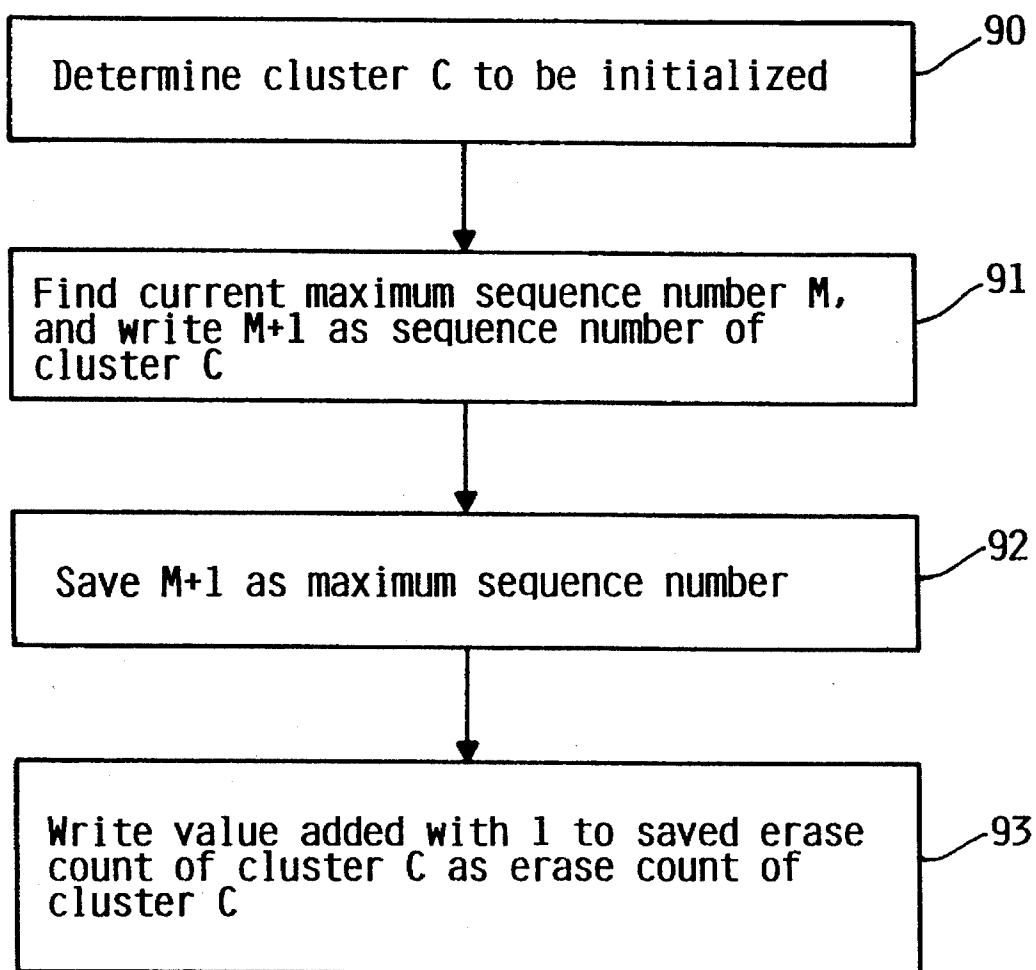 90
Determine cluster C to be initialized
91
Find current maximum sequence number M,
and write M+1 as sequence number of
cluster C
92
Save M+1 as maximum sequence number
93
Write value added with 1 to saved erase
count of cluster C as erase count of
cluster C